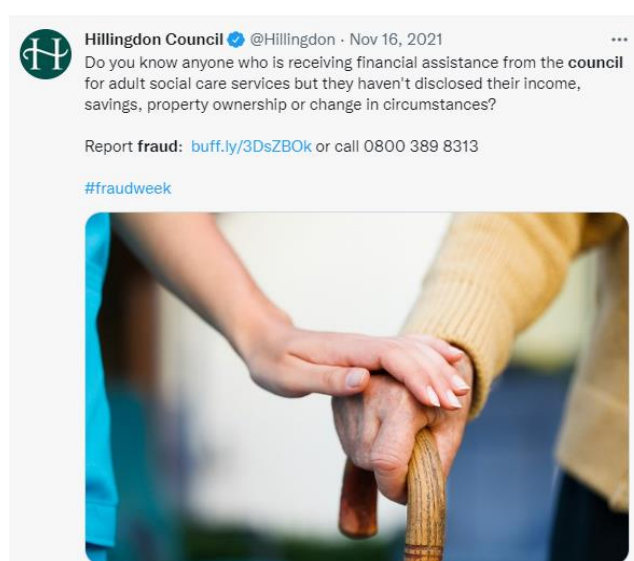 Hillingdon Council @Hillingdon · Nov 16, 2021
Do you know anyone who is receiving financial assistance from the council
for adult social care services but they haven't disclosed their income,
savings, property ownership or change in circumstances?
Report fraud: buff.ly/3DsZBOk or call 0800 389 8313
#fraudweek